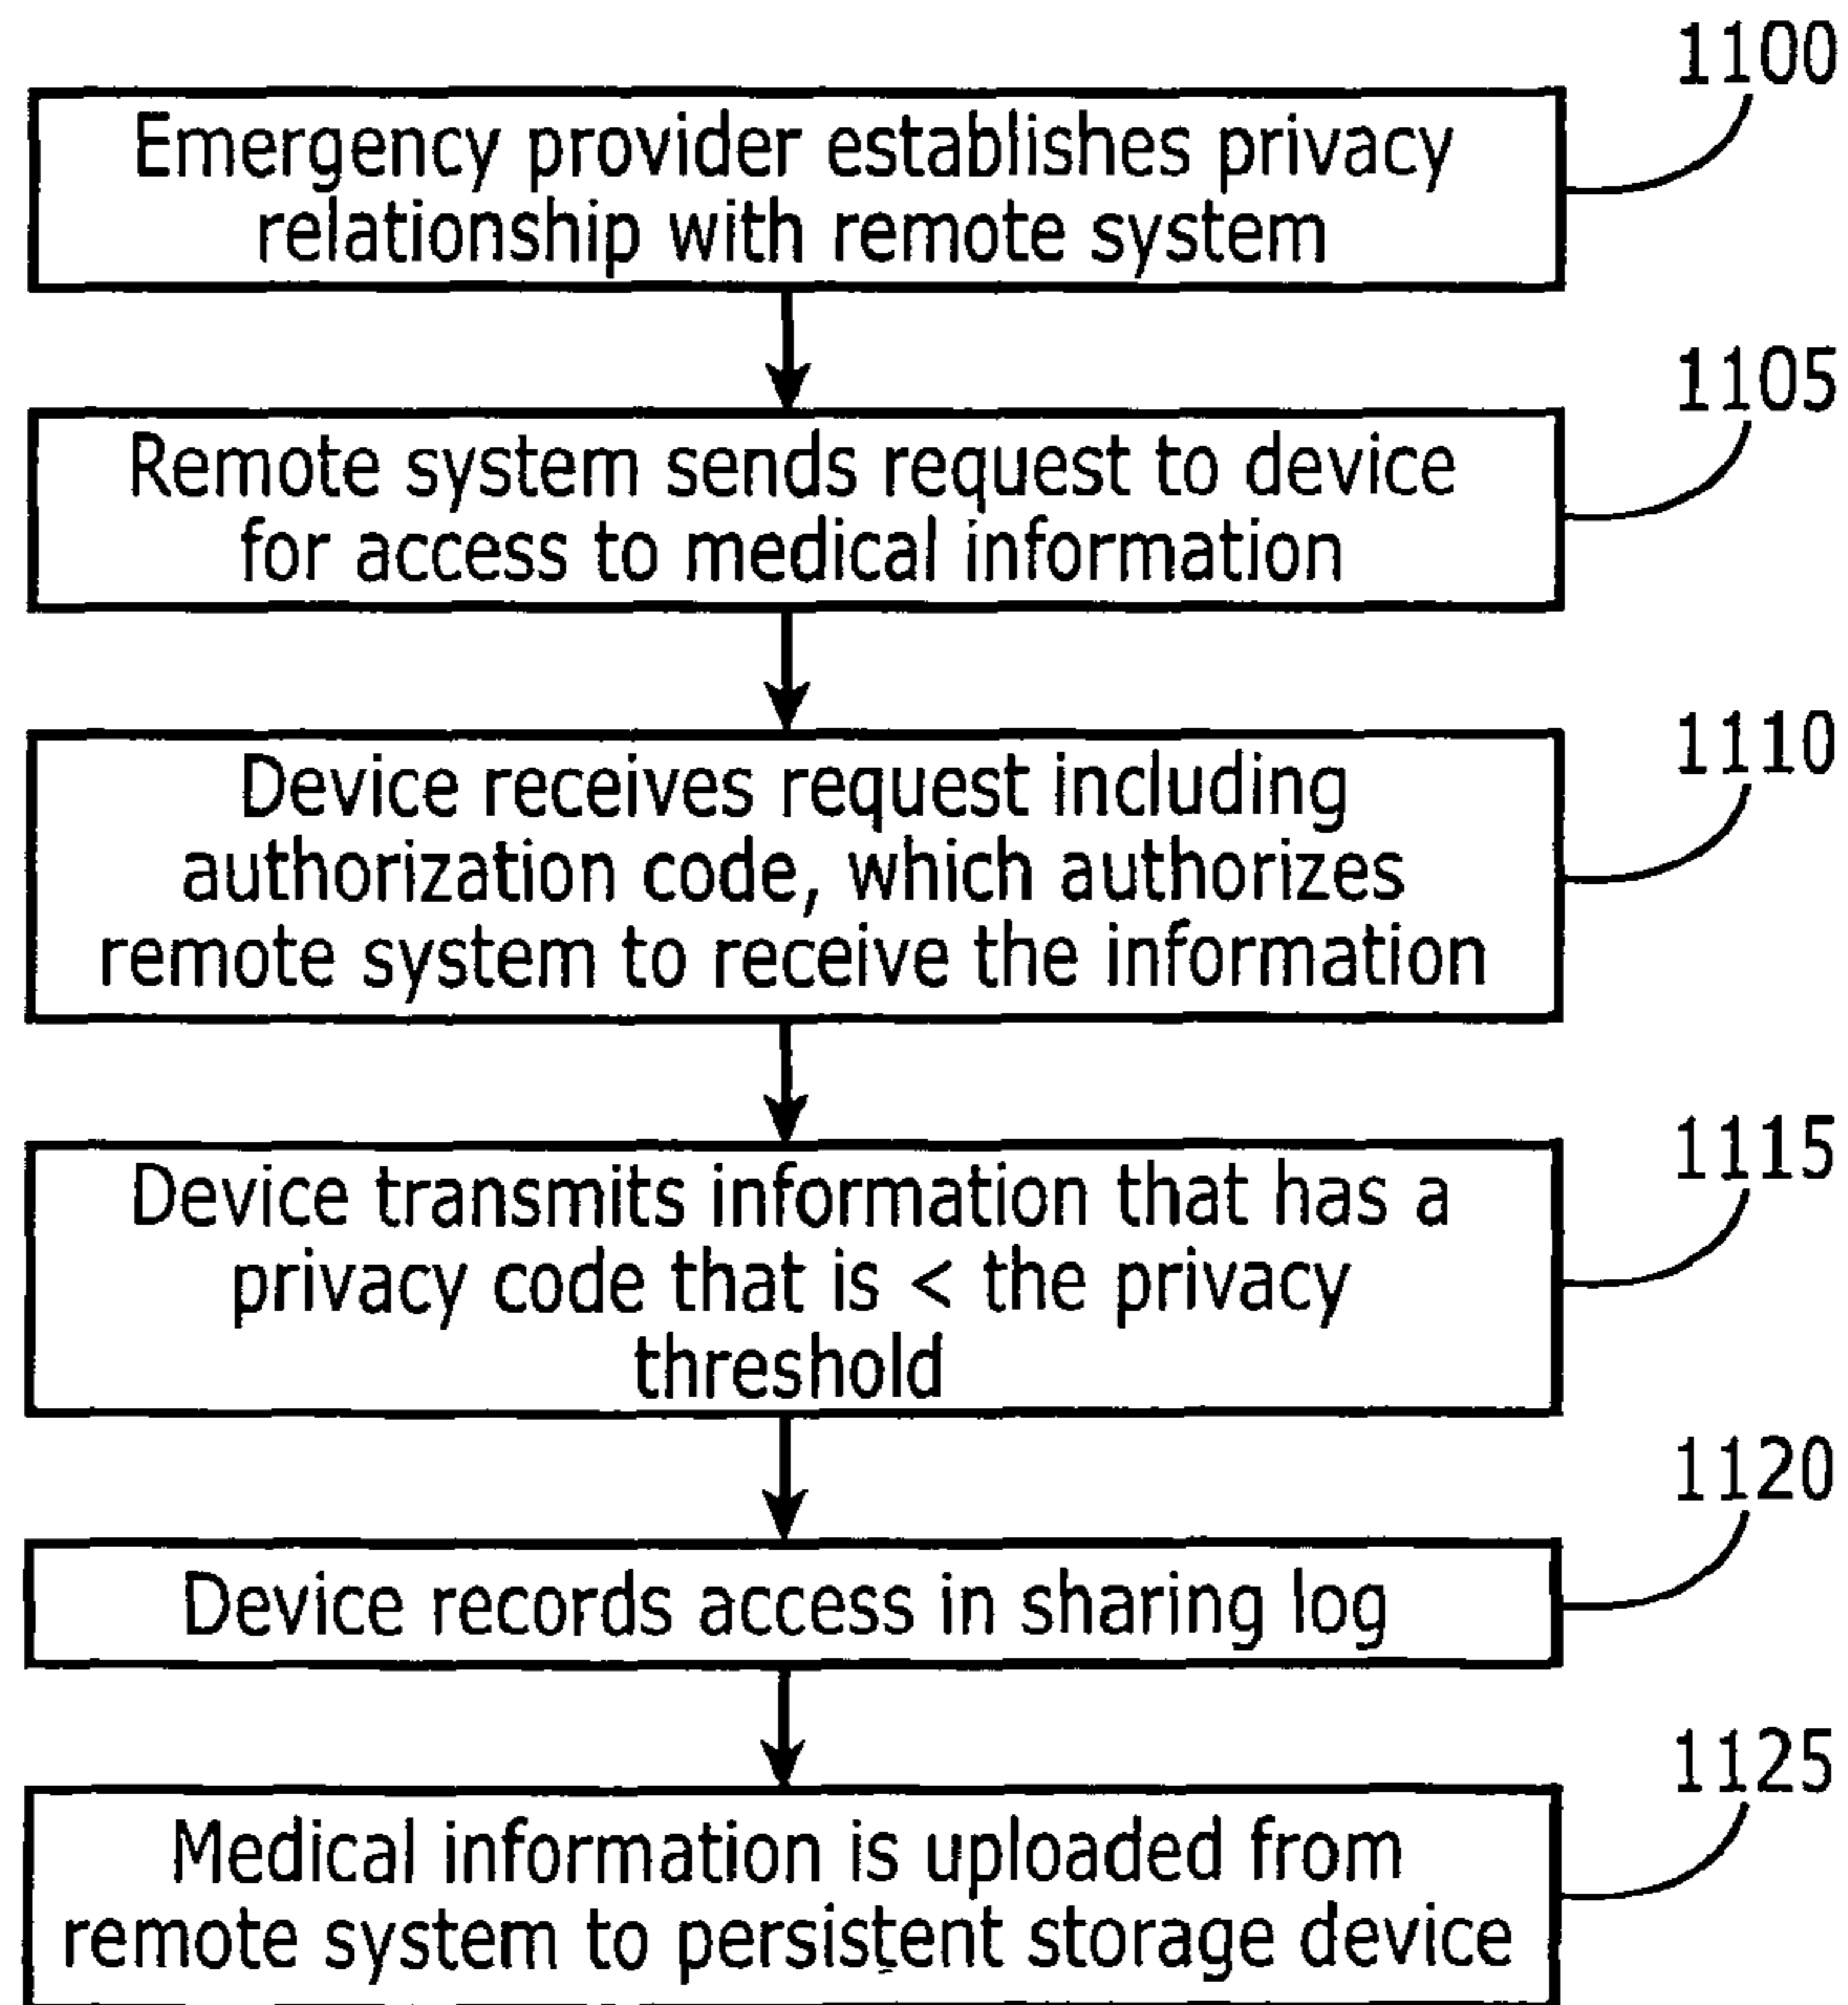 1100
Emergency provider establishes privacy
relationship with remote system
1105
Remote system sends request to device
for access to medical information
1110
Device receives request including
authorization code, which authorizes
remote system to receive the information
1115
Device transmits information that has a
privacy code that is < the privacy
threshold
1120
Device records access in sharing log
1125
Medical information is uploaded from
remote system to persistent storage device